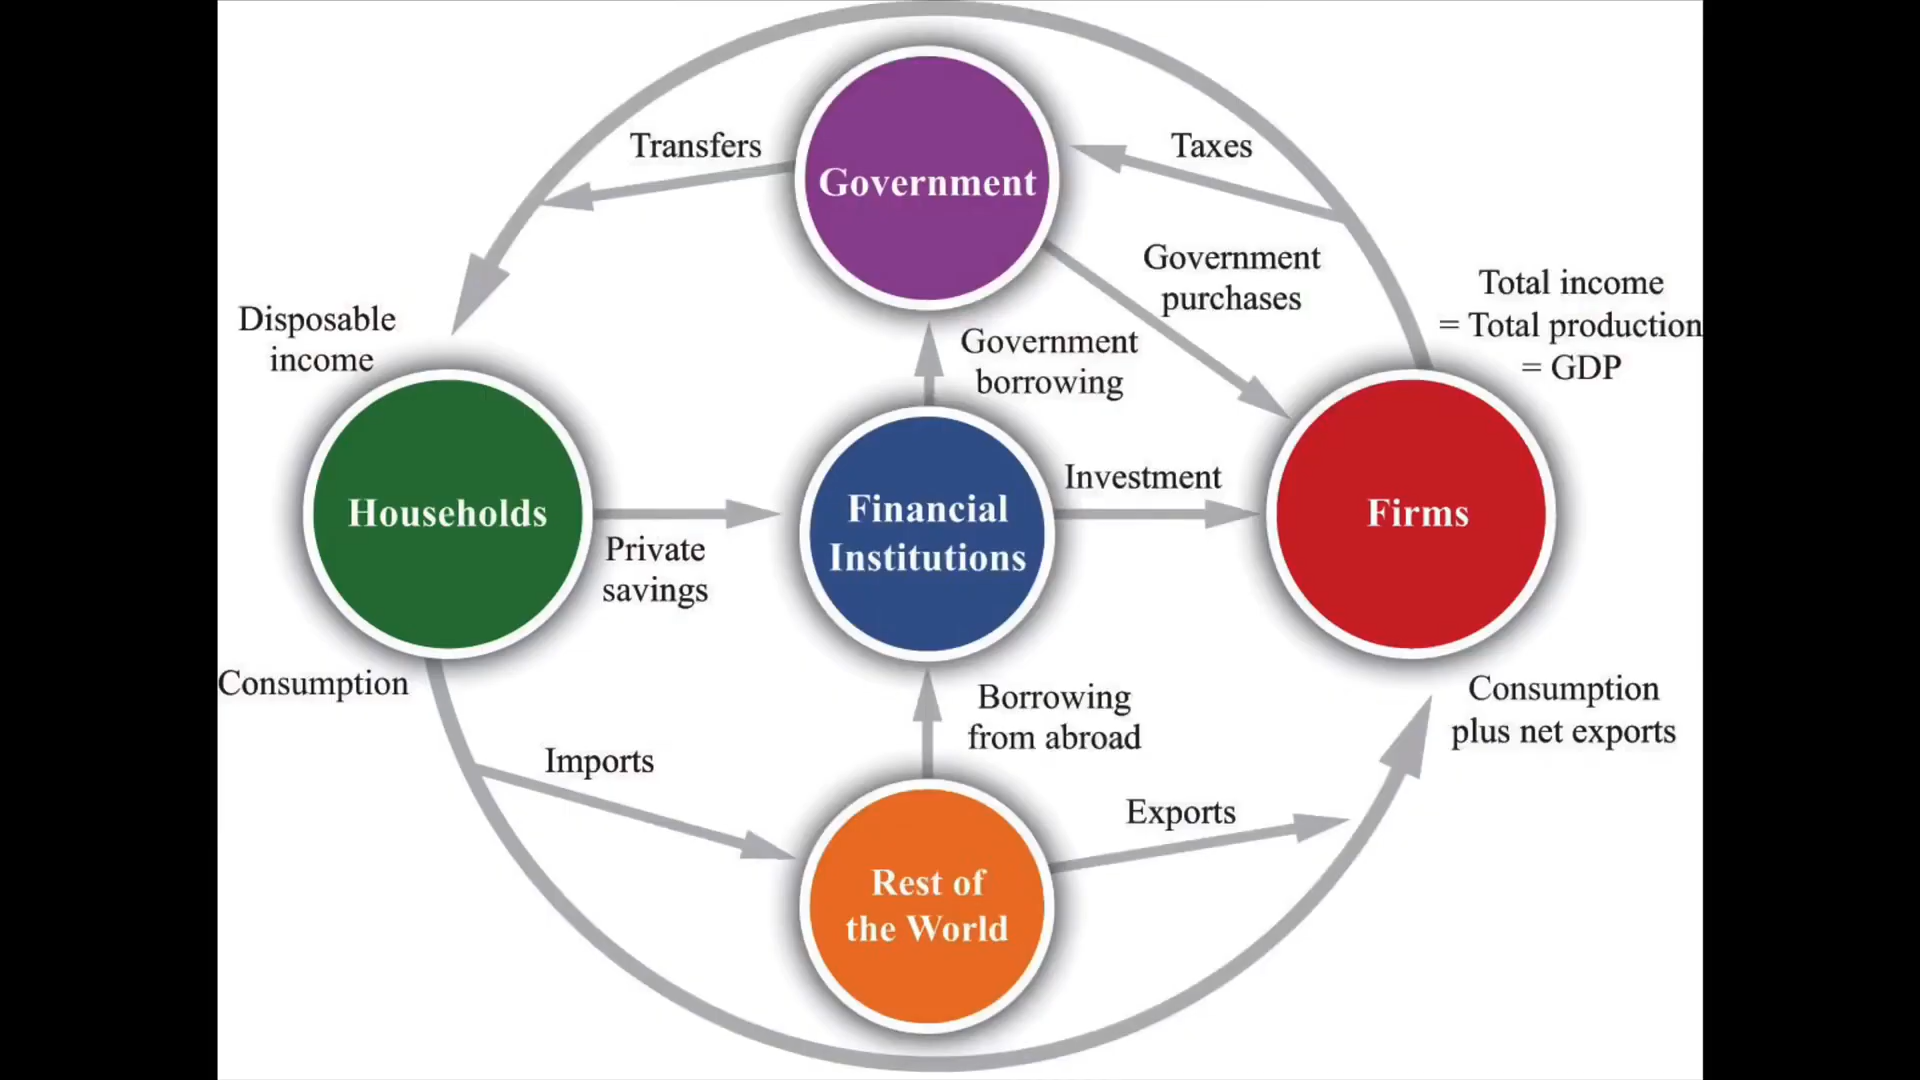 Transfers
Government
Taxes
Government
purchases
Total income
= Total production
= GDP
Disposable
income
Government
borrowing
Households
Private
savings
Financial
Institutions
Investment
Firms
Consumption
Borrowing
from abroad
Consumption
plus net exports
Imports
Exports
Rest of
the World